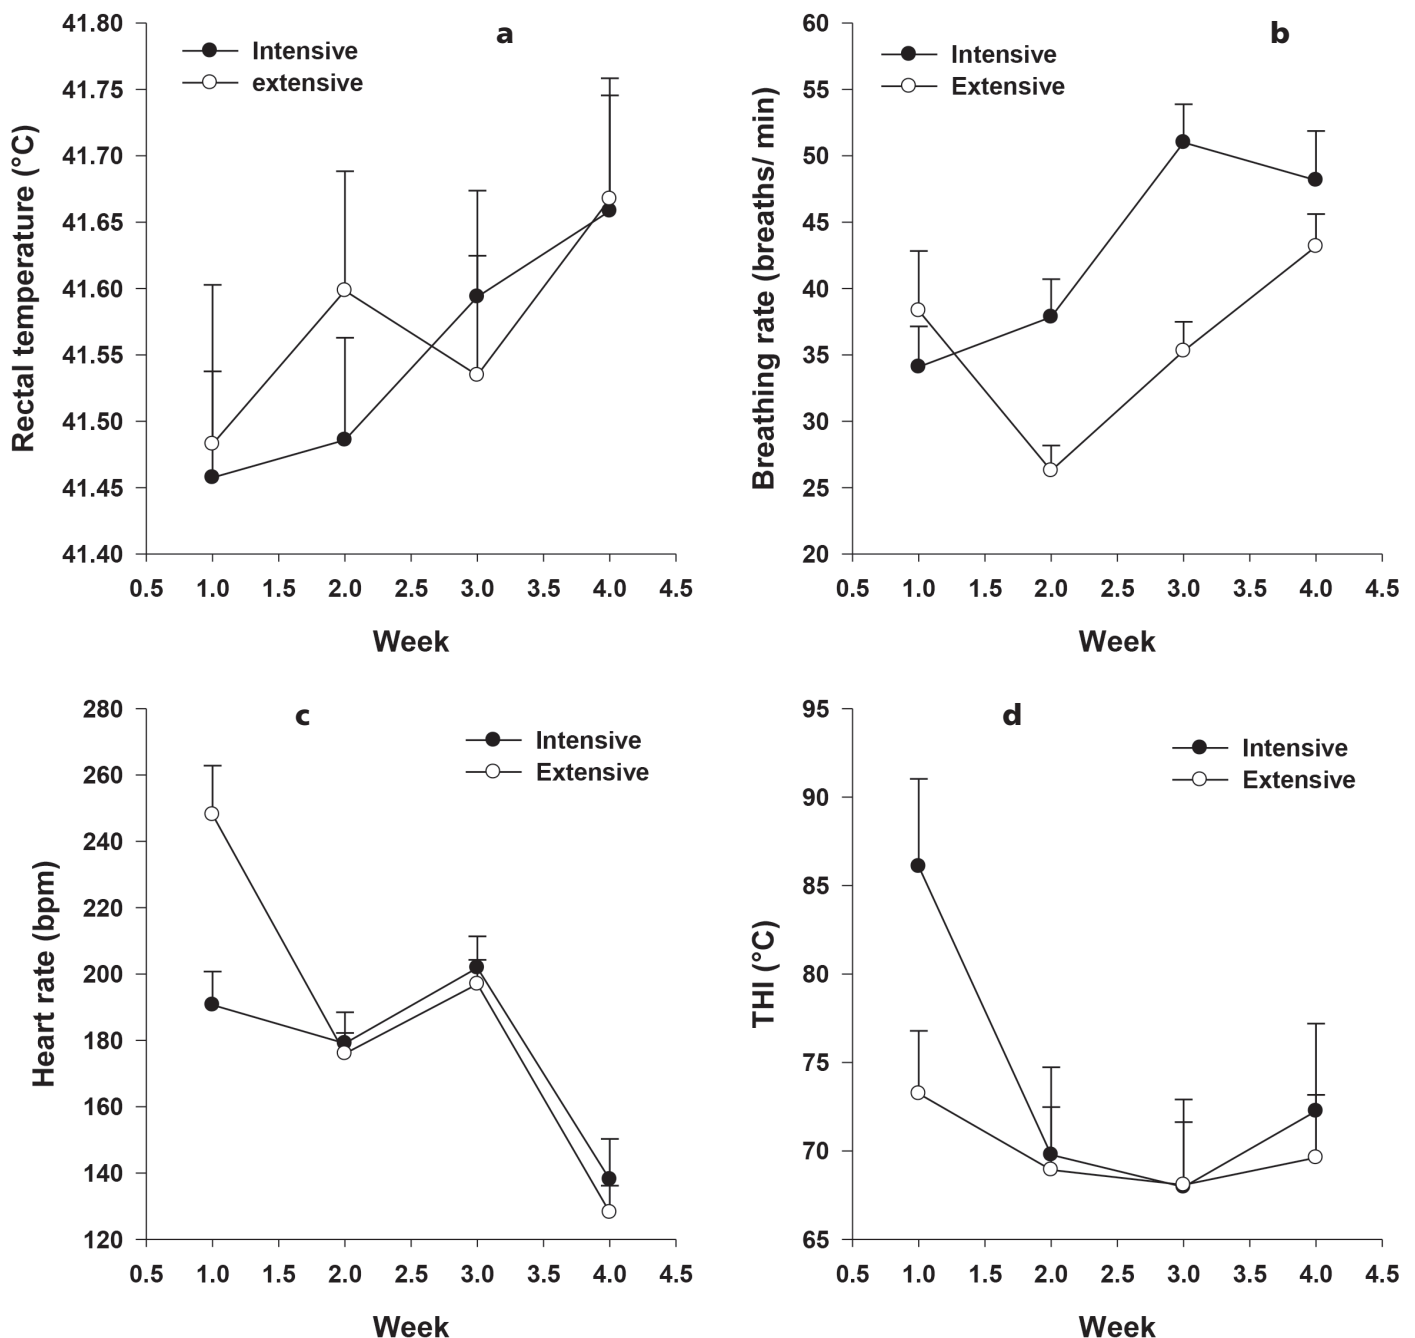 a
Intensive
extensive
Rectal temperature (°C)
41.80
41.75
41.70
41.65
41.60
41.55
41.50
41.45
41.40
0.5 1.0 1.5 2.0 2.5 3.0 3.5 4.0 4.5
Week
b
Intensive
Extensive
Breathing rate (breaths/ min)
60
55
50
45
40
35
30
25
20
0.5 1.0 1.5 2.0 2.5 3.0 3.5 4.0 4.5
Week
c
Intensive
Extensive
Heart rate (bpm)
280
260
240
220
200
180
160
140
120
0.5 1.0 1.5 2.0 2.5 3.0 3.5 4.0 4.5
Week
d
Intensive
Extensive
THI (°C)
95
90
85
80
75
70
65
0.5 1.0 1.5 2.0 2.5 3.0 3.5 4.0 4.5
Week